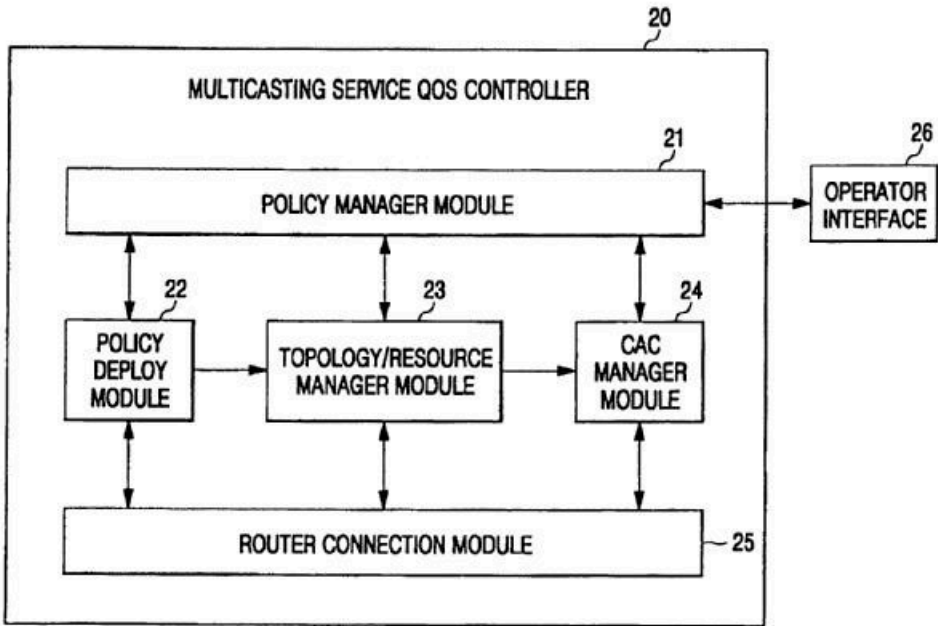 20
MULTICASTING SERVICE QOS CONTROLLER
21
POLICY MANAGER MODULE
26
OPERATOR
INTERFACE
22
POLICY
DEPLOY
MODULE
23
TOPOLOGY/RESOURCE
MANAGER MODULE
24
CAC
MANAGER
MODULE
ROUTER CONNECTION MODULE
25